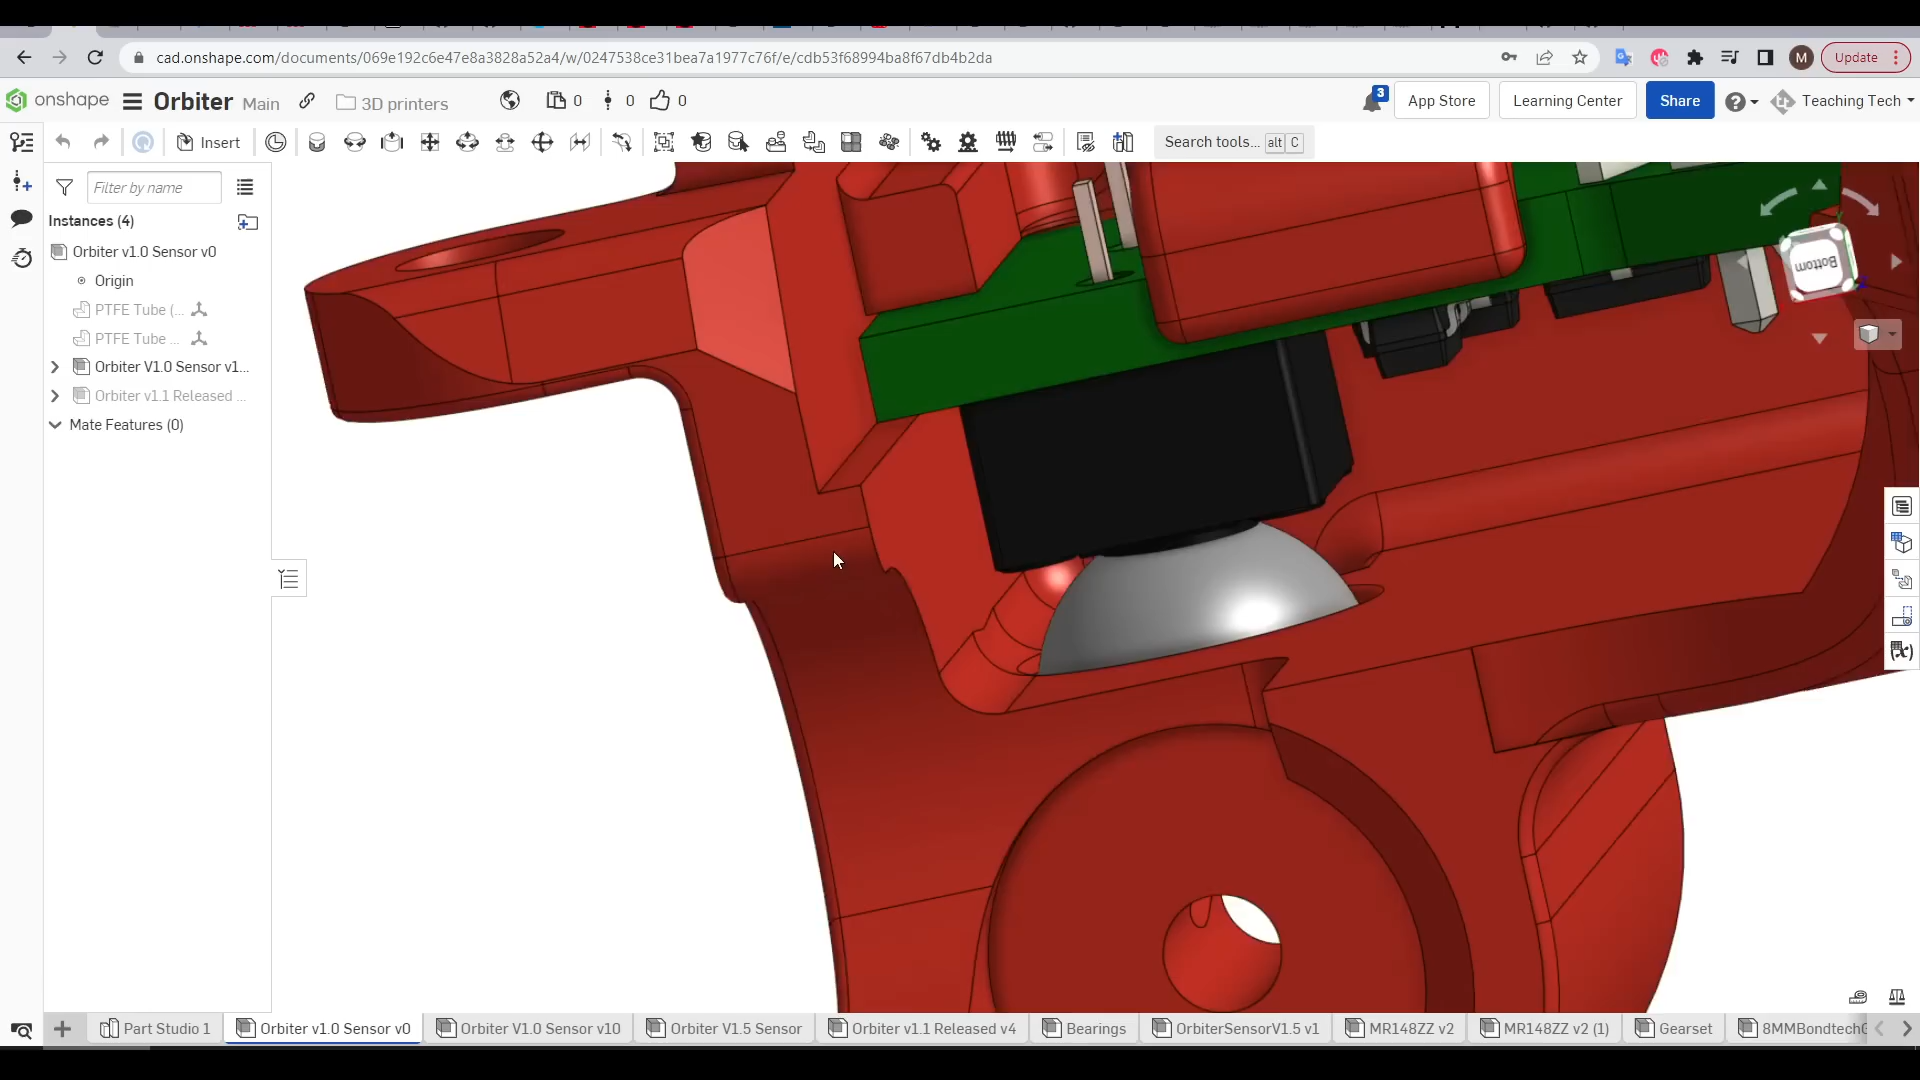 cad.onshape.com/documents/069e192c6e47e8a3828a52a4/w/0247538ce31bea7a1977c76f/e/cdb53f68994ba8f67db4b2da
M
Update
onshape Orbiter Main 3D printers 0 0 0
3 App Store Learning Center Share Teaching Tech
Insert
Search tools... alt C
Filter by name
Instances (4)
Orbiter v1.0 Sensor v0
Origin
PTFE Tube (...
PTFE Tube ...
Orbiter V1.0 Sensor v1...
Orbiter v1.1 Released ...
Mate Features (0)
Bottom
(x)
Part Studio 1 Orbiter v1.0 Sensor v0 Orbiter V1.0 Sensor v10 Orbiter V1.5 Sensor Orbiter v1.1 Released v4 Bearings OrbiterSensorV1.5 v1 MR148ZZ v2 MR148ZZ v2 (1) Gearset 8MMBondtech